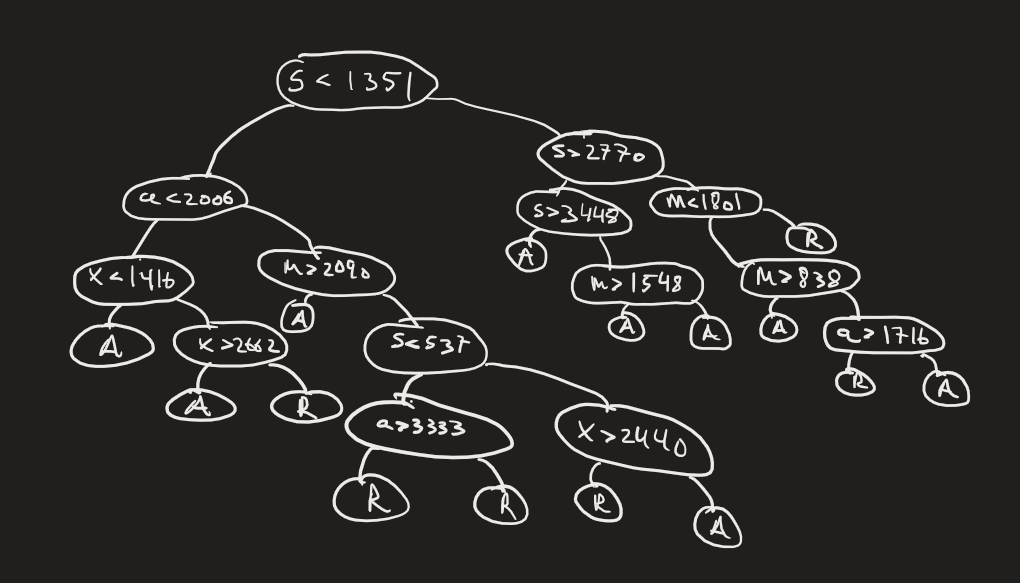 S < 1351
S > 2770
a < 2006
m < 1801
S > 3448
R
A
X < 1416
m > 2090
m > 1548
m > 838
A
A
X > 2662
A
S < 537
A
A
a > 1716
R
A
A
R
a > 3333
X > 2440
R
R
R
A